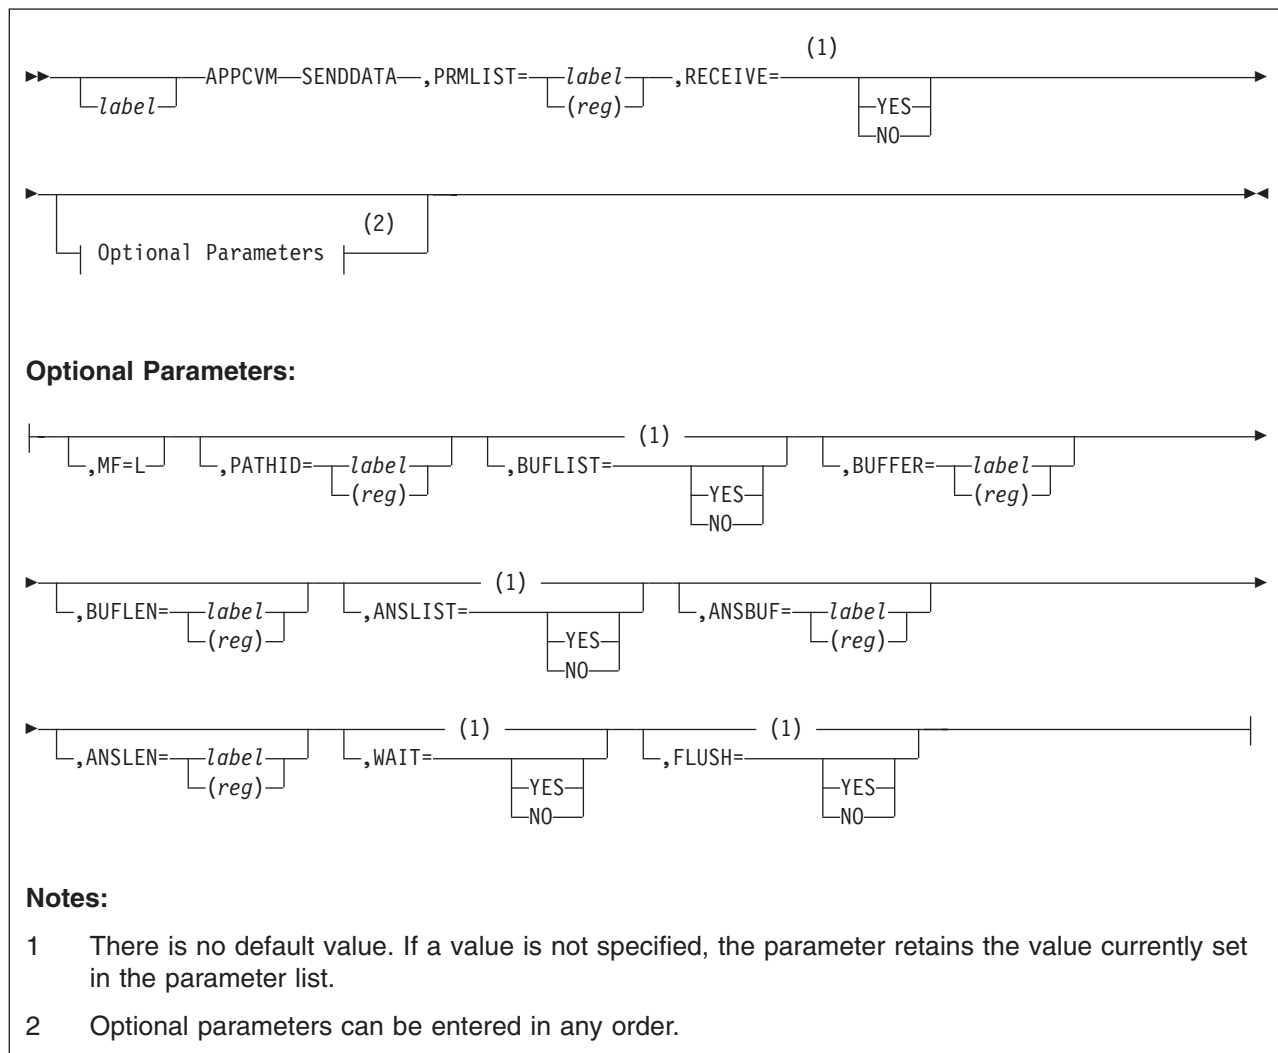 (1)
APPCVM SENDDATA ,PRMLIST= label ,RECEIVE=
label (reg) YES
NO
(2)
Optional Parameters
Optional Parameters:
(1)
,MF=L ,PATHID= label ,BUFLIST= ,BUFFER= label
(reg) YES (reg)
NO
(1)
,BUFLEN= label ,ANSLIST= ,ANSBUF= label
(reg) YES (reg)
NO
(1) (1)
,ANSLEN= label ,WAIT= ,FLUSH=
(reg) YES YES
NO NO
Notes:
1 There is no default value. If a value is not specified, the parameter retains the value currently set
in the parameter list.
2 Optional parameters can be entered in any order.